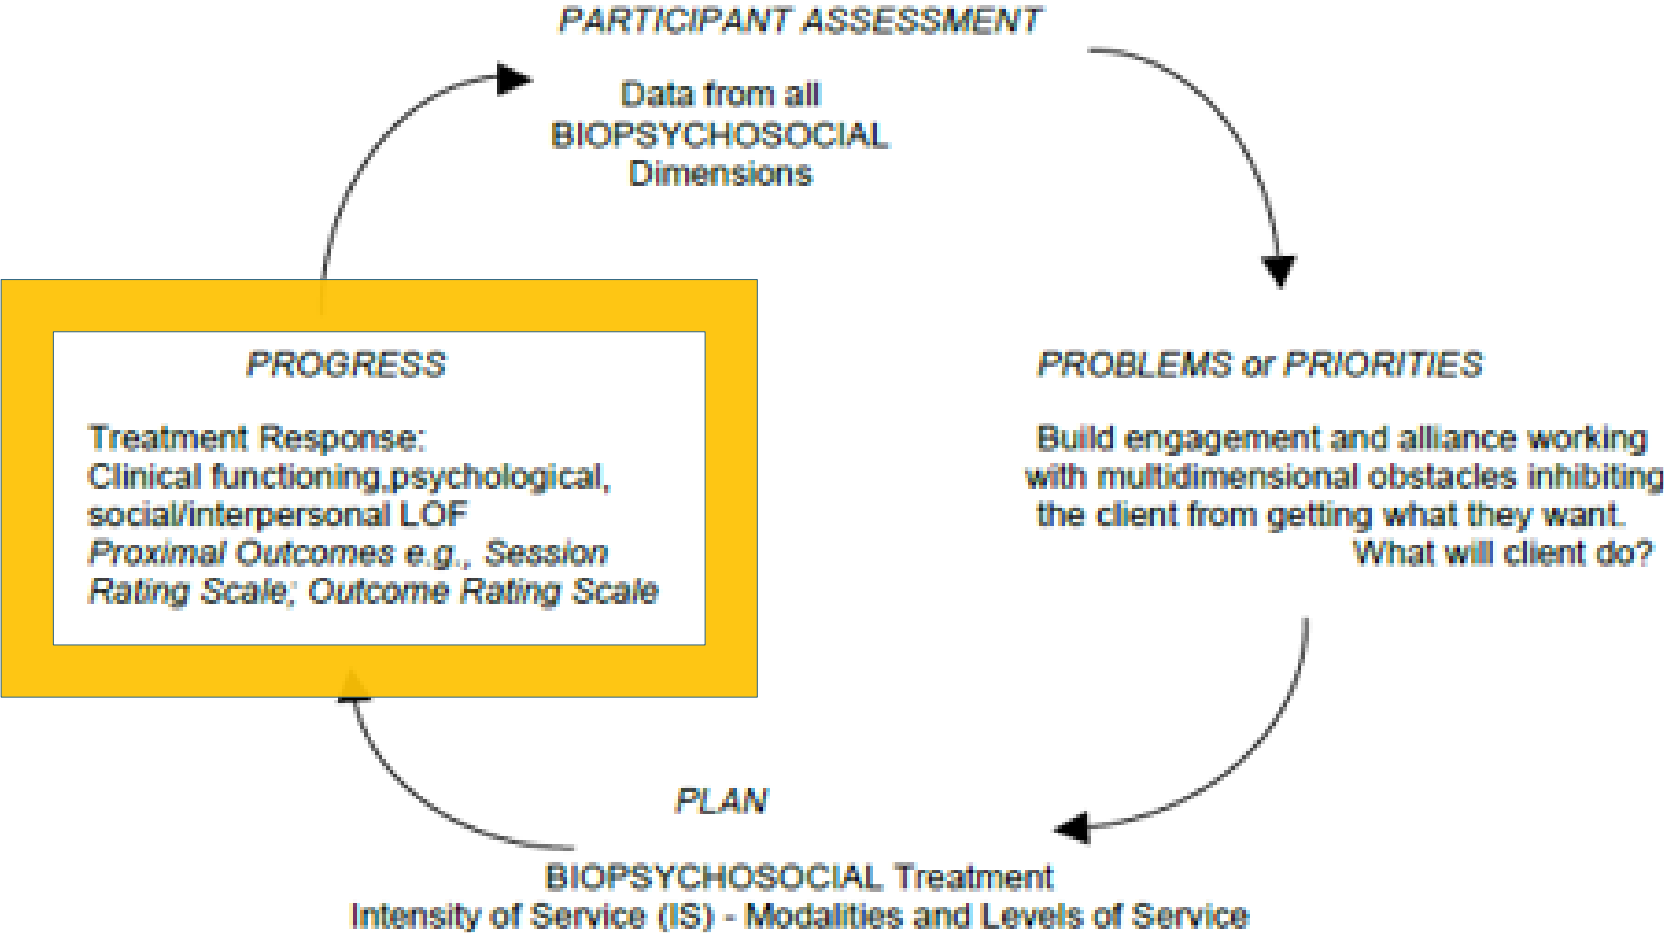 PARTICIPANT ASSESSMENT
Data from all
BIOPSYCHOSOCIAL
Dimensions
PROGRESS
Treatment Response:
Clinical functioning,psychological,
social/interpersonal LOF
Proximal Outcomes e.g., Session
Rating Scale; Outcome Rating Scale
PROBLEMS or PRIORITIES
Build engagement and alliance working
with multidimensional obstacles inhibiting
the client from getting what they want.
What will client do?
PLAN
BIOPSYCHOSOCIAL Treatment
Intensity of Service (IS) - Modalities and Levels of Service